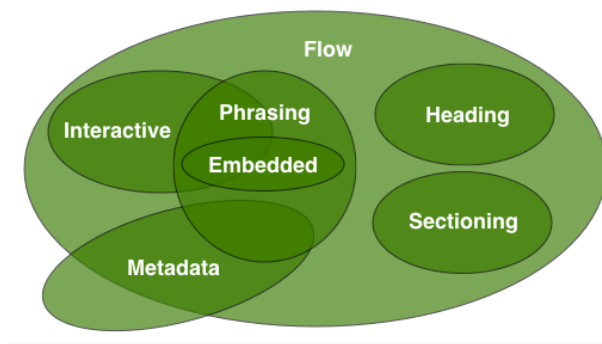 Flow
Interactive
Phrasing
Heading
Embedded
Sectioning
Metadata